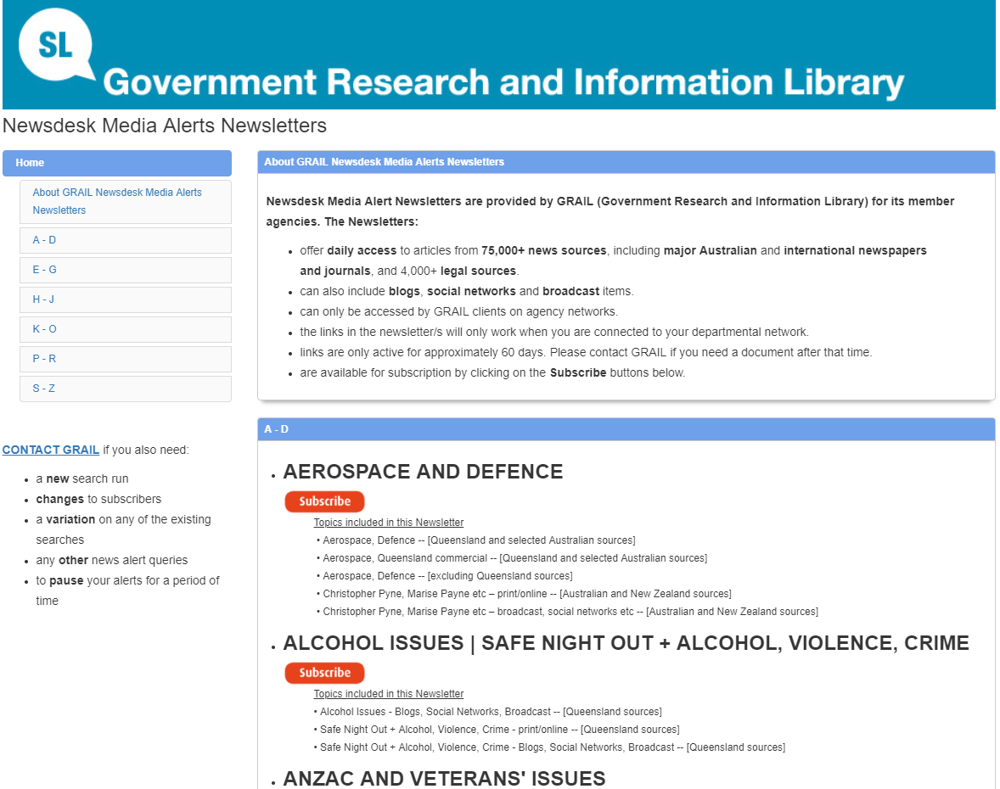 SL
Government Research and Information Library
Newsdesk Media Alerts Newsletters
Home
About GRAIL Newsdesk Media Alerts
Newsletters
A - D
E - G
H - J
K - O
P - R
S - Z
CONTACT GRAIL if you also need:
• a new search run
• changes to subscribers
• a variation on any of the existing
searches
• any other news alert queries
• to pause your alerts for a period of
time
About GRAIL Newsdesk Media Alerts Newsletters
Newsdesk Media Alert Newsletters are provided by GRAIL (Government Research and Information Library) for its member
agencies. The Newsletters:
• offer daily access to articles from 75,000+ news sources, including major Australian and international newspapers
and journals, and 4,000+ legal sources.
• can also include blogs, social networks and broadcast items.
• can only be accessed by GRAIL clients on agency networks.
• the links in the newsletter/s will only work when you are connected to your departmental network.
• links are only active for approximately 60 days. Please contact GRAIL if you need a document after that time.
• are available for subscription by clicking on the Subscribe buttons below.
A - D
• AEROSPACE AND DEFENCE
Subscribe
Topics included in this Newsletter
• Aerospace, Defence -- [Queensland and selected Australian sources]
• Aerospace, Queensland commercial -- [Queensland and selected Australian sources]
• Aerospace, Defence -- [excluding Queensland sources]
• Christopher Pyne, Marise Payne etc – print/online -- [Australian and New Zealand sources]
• Christopher Pyne, Marise Payne etc – broadcast, social networks etc -- [Australian and New Zealand sources]
• ALCOHOL ISSUES | SAFE NIGHT OUT + ALCOHOL, VIOLENCE, CRIME
Subscribe
Topics included in this Newsletter
• Alcohol Issues - Blogs, Social Networks, Broadcast -- [Queensland sources]
• Safe Night Out + Alcohol, Violence, Crime - print/online -- [Queensland sources]
• Safe Night Out + Alcohol, Violence, Crime - Blogs, Social Networks, Broadcast -- [Queensland sources]
• ANZAC AND VETERANS' ISSUES